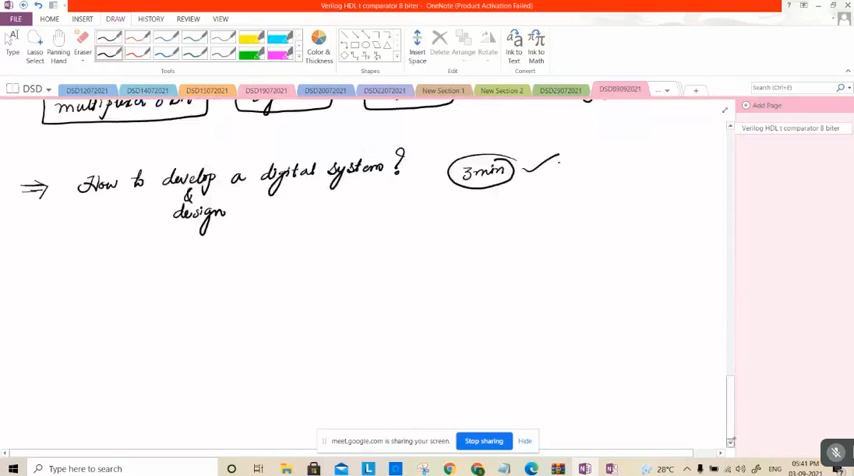 Verilog HDL t comparator 8 biter - OneNote (Product Activation Failed)
FILE HOME INSERT DRAW HISTORY REVIEW VIEW
Type Lasso Select Panning Hand Eraser Color & Thickness Insert Space Delete Arrange Rotate Ink to Text Ink to Math
Tools Shapes Edit Convert
DSD DSD12072021 DSD14072021 DSD15072021 DSD19072021 DSD20072021 DSD22072021 New Section 1 New Section 2 DSD23072021 DSD03092021 Search (Ctrl+E)
Add Page
multiplexer
Verilog HDL t comparator 8 biter
⇒ How to develop a digital system? 3 min ✓
&
design
meet.google.com is sharing your screen. Stop sharing Hide
Type here to search
28°C ENG 05:41 PM
03-09-2021